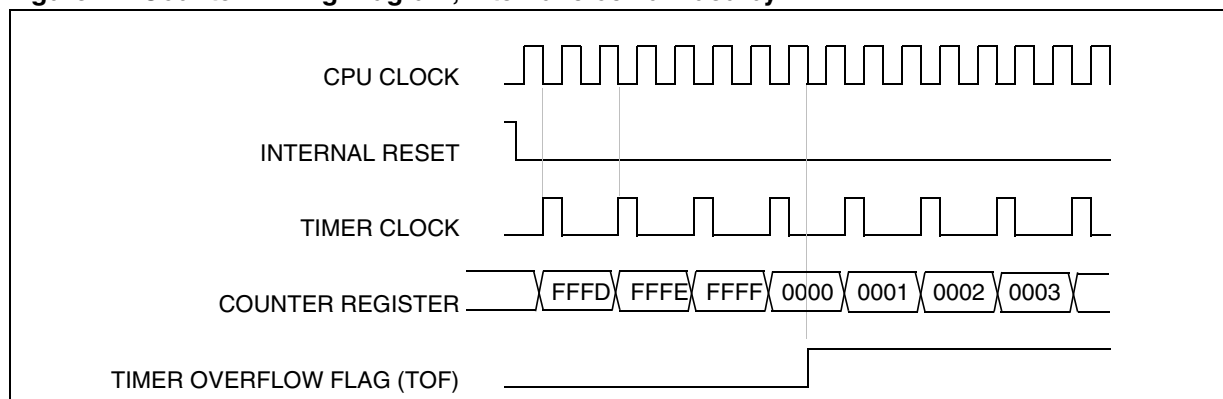 CPU CLOCK
INTERNAL RESET
TIMER CLOCK
COUNTER REGISTER FFFD FFFE FFFF 0000 0001 0002 0003
TIMER OVERFLOW FLAG (TOF)